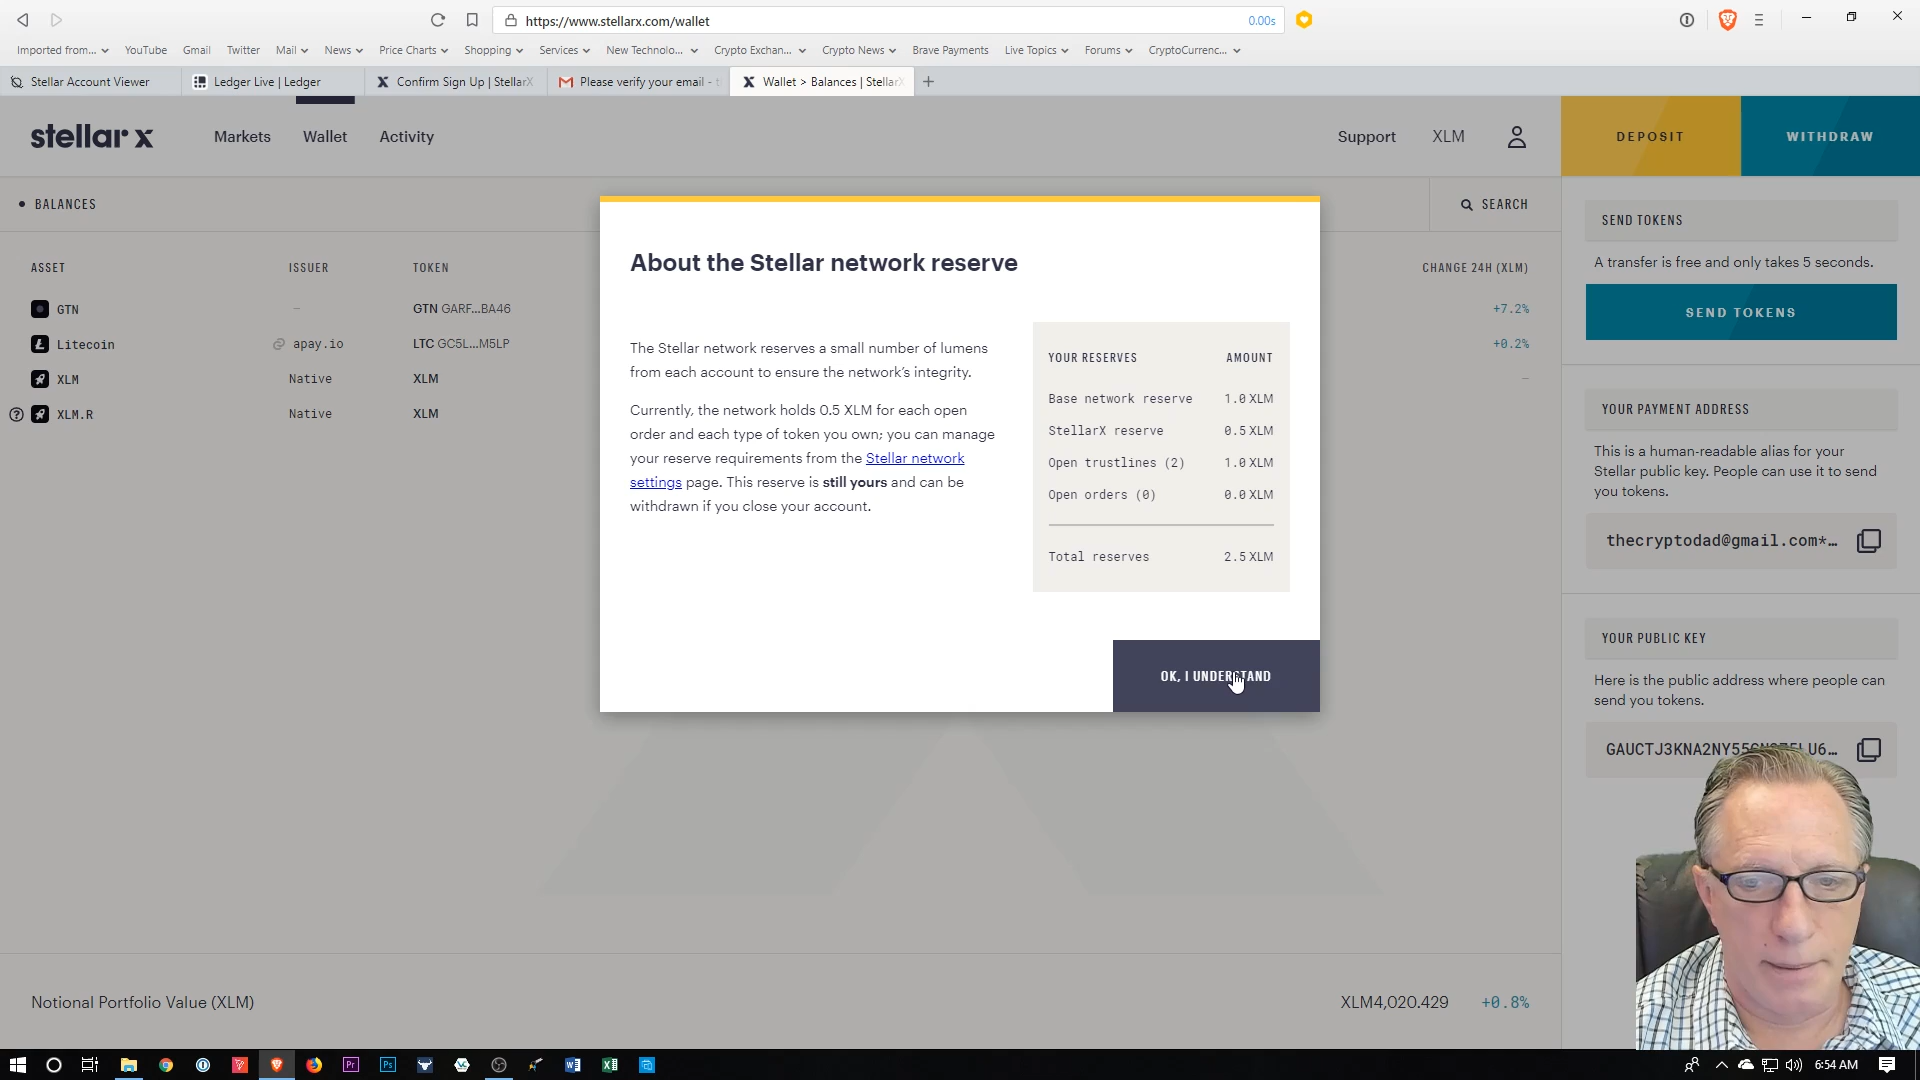 https://www.stellarx.com/wallet
0.00s
Imported from...
YouTube
Gmail
Twitter
Mail
News
Price Charts
Shopping
Services
New Technolo...
Crypto Exchan...
Crypto News
Brave Payments
Live Topics
Forums
CryptoCurrenc...
Stellar Account Viewer
Ledger Live | Ledger
Confirm Sign Up | StellarX
Please verify your email -
Wallet > Balances | Stellar
stellar x
Markets
Wallet
Activity
Support
XLM
DEPOSIT
WITHDRAW
BALANCES
SEARCH
ASSET
ISSUER
TOKEN
CHANGE 24H (XLM)
GTN
–
GTN GARF...BA46
+7.2%
Litecoin
apay.io
LTC GC5L...M5LP
+0.2%
XLM
Native
XLM
–
XLM.R
Native
XLM
About the Stellar network reserve
The Stellar network reserves a small number of lumens
from each account to ensure the network's integrity.
Currently, the network holds 0.5 XLM for each open
order and each type of token you own; you can manage
your reserve requirements from the Stellar network
settings page. This reserve is still yours and can be
withdrawn if you close your account.
YOUR RESERVES
AMOUNT
Base network reserve
1.0 XLM
StellarX reserve
0.5 XLM
Open trustlines (2)
1.0 XLM
Open orders (0)
0.0 XLM
Total reserves
2.5 XLM
OK, I UNDERSTAND
SEND TOKENS
A transfer is free and only takes 5 seconds.
SEND TOKENS
YOUR PAYMENT ADDRESS
This is a human-readable alias for your
Stellar public key. People can use it to send
you tokens.
thecryptodad@gmail.com*...
YOUR PUBLIC KEY
Here is the public address where people can
send you tokens.
Notional Portfolio Value (XLM)
XLM4,020.429
+0.8%
6:54 AM